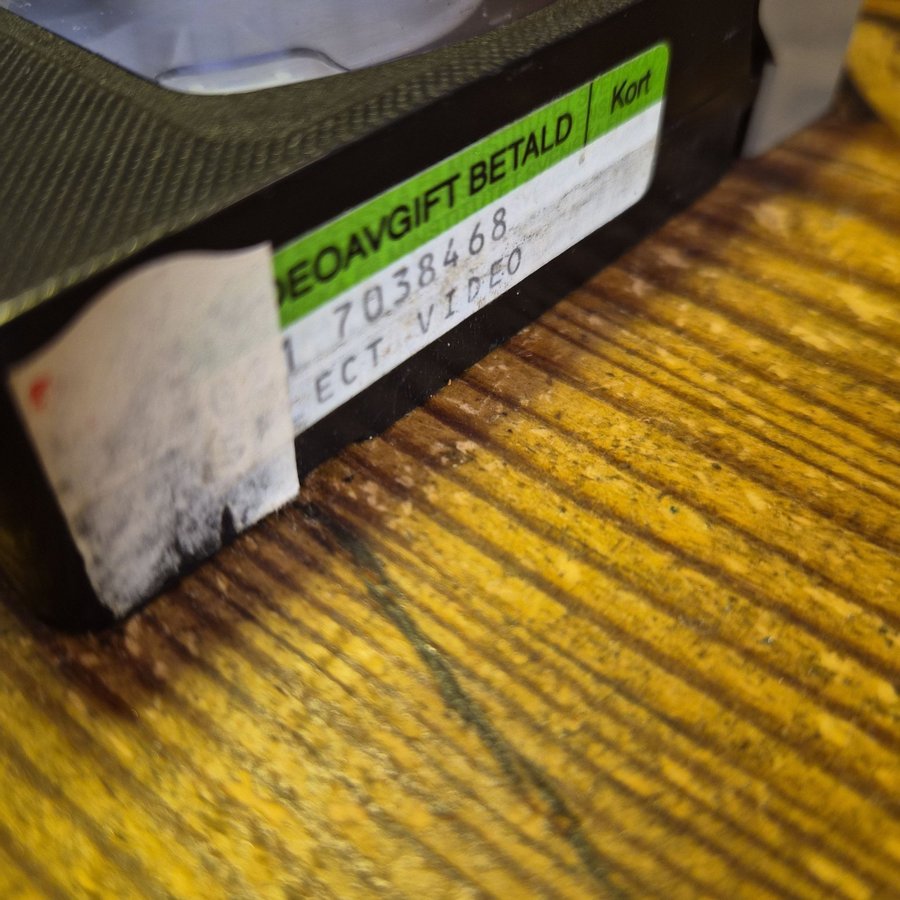 DEOAVGIFT BETALD | Kort
1 7038468
ECT VIDEO